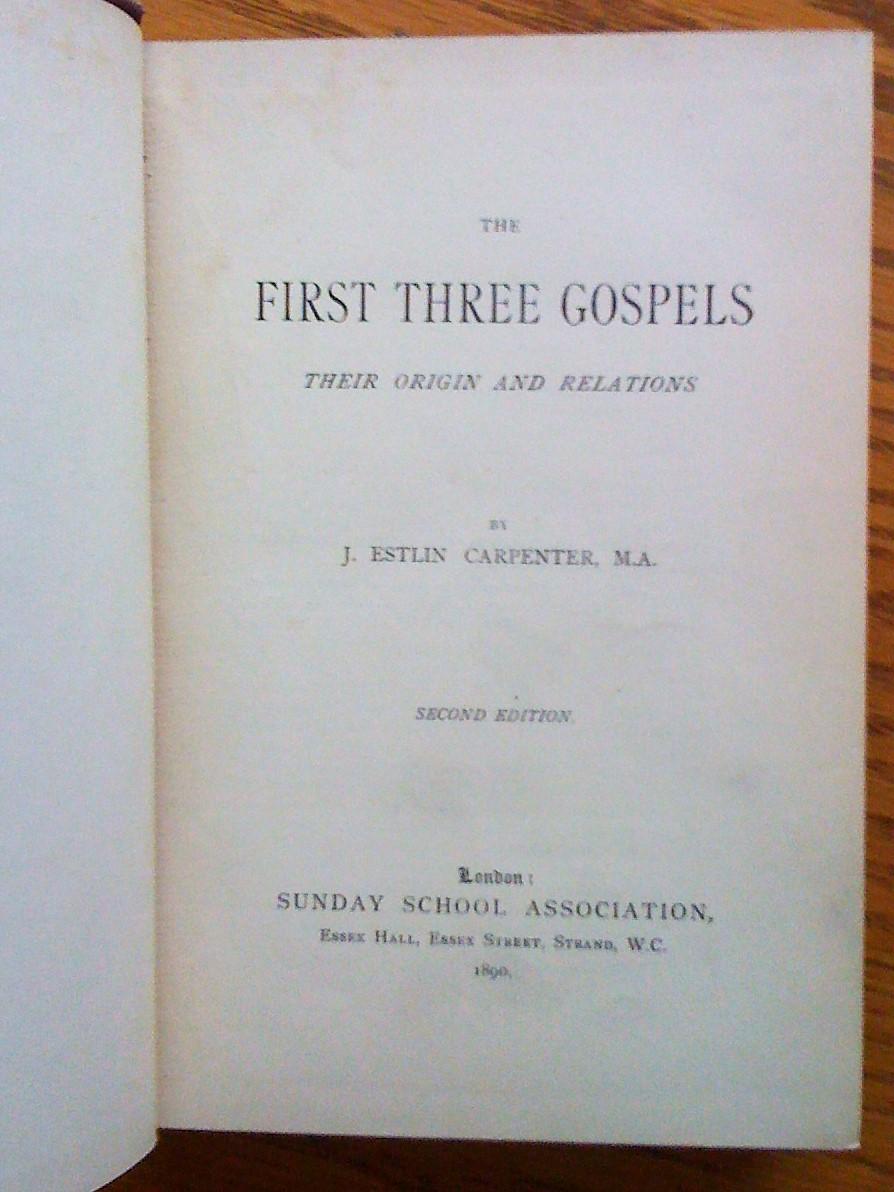 THE
FIRST THREE GOSPELS
THEIR ORIGIN AND RELATIONS
BY
J. ESTLIN CARPENTER, M.A.
SECOND EDITION.
London:
SUNDAY SCHOOL ASSOCIATION,
ESSEX HALL, ESSEX STREET, STRAND, W.C.
1890.